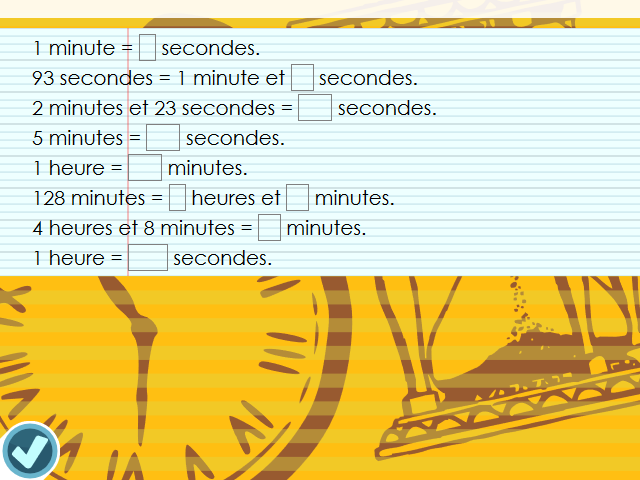 1 minute = secondes.
93 secondes = 1 minute et secondes.
2 minutes et 23 secondes = secondes.
5 minutes = secondes.
1 heure = minutes.
128 minutes = heures et minutes.
4 heures et 8 minutes = minutes.
1 heure = secondes.